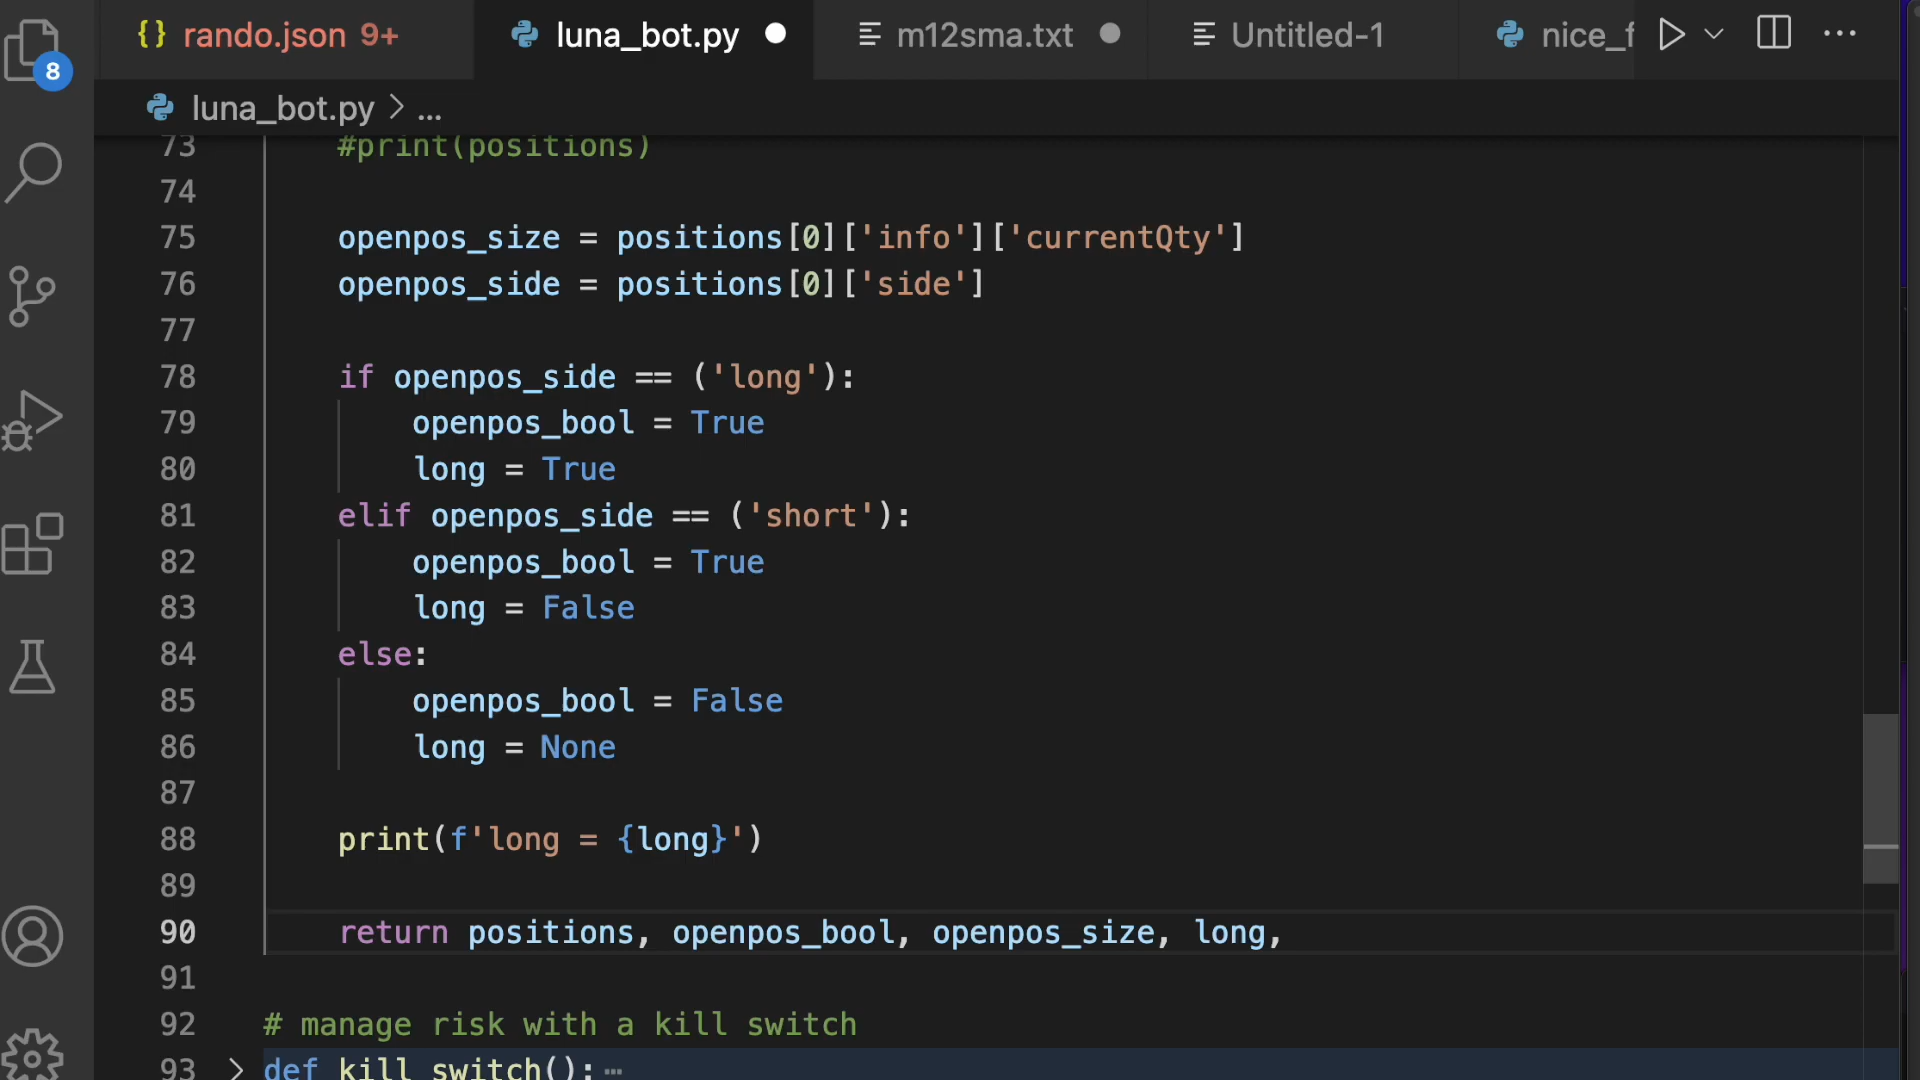 {} rando.json 9+
luna_bot.py
m12sma.txt
Untitled-1
nice_f
8
luna_bot.py > ...
73 #print(positions)
74
75 openpos_size = positions[0]['info']['currentQty']
76 openpos_side = positions[0]['side']
77
78 if openpos_side == ('long'):
79 openpos_bool = True
80 long = True
81 elif openpos_side == ('short'):
82 openpos_bool = True
83 long = False
84 else:
85 openpos_bool = False
86 long = None
87
88 print(f'long = {long}')
89
90 return positions, openpos_bool, openpos_size, long,
91
92 # manage risk with a kill switch
93 > def kill_switch():⋯